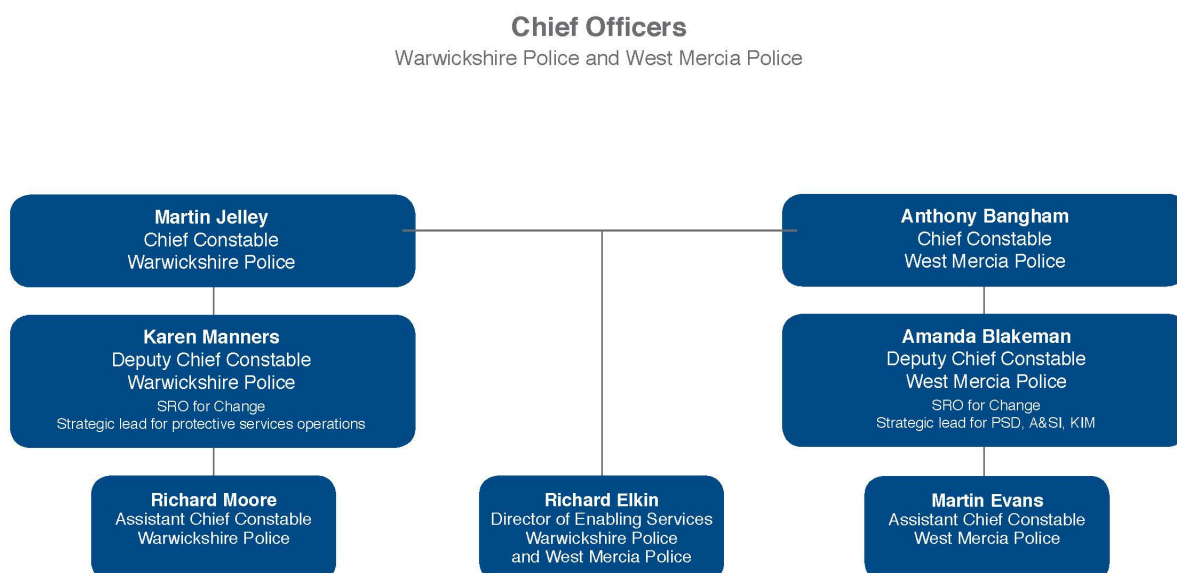 Chief Officers
Warwickshire Police and West Mercia Police
Martin Jelley
Chief Constable
Warwickshire Police
Anthony Bangham
Chief Constable
West Mercia Police
Karen Manners
Deputy Chief Constable
Warwickshire Police
SRO for Change
Strategic lead for protective services operations
Amanda Blakeman
Deputy Chief Constable
West Mercia Police
SRO for Change
Strategic lead for PSD, A&SI, KIM
Richard Moore
Assistant Chief Constable
Warwickshire Police
Richard Elkin
Director of Enabling Services
Warwickshire Police
and West Mercia Police
Martin Evans
Assistant Chief Constable
West Mercia Police